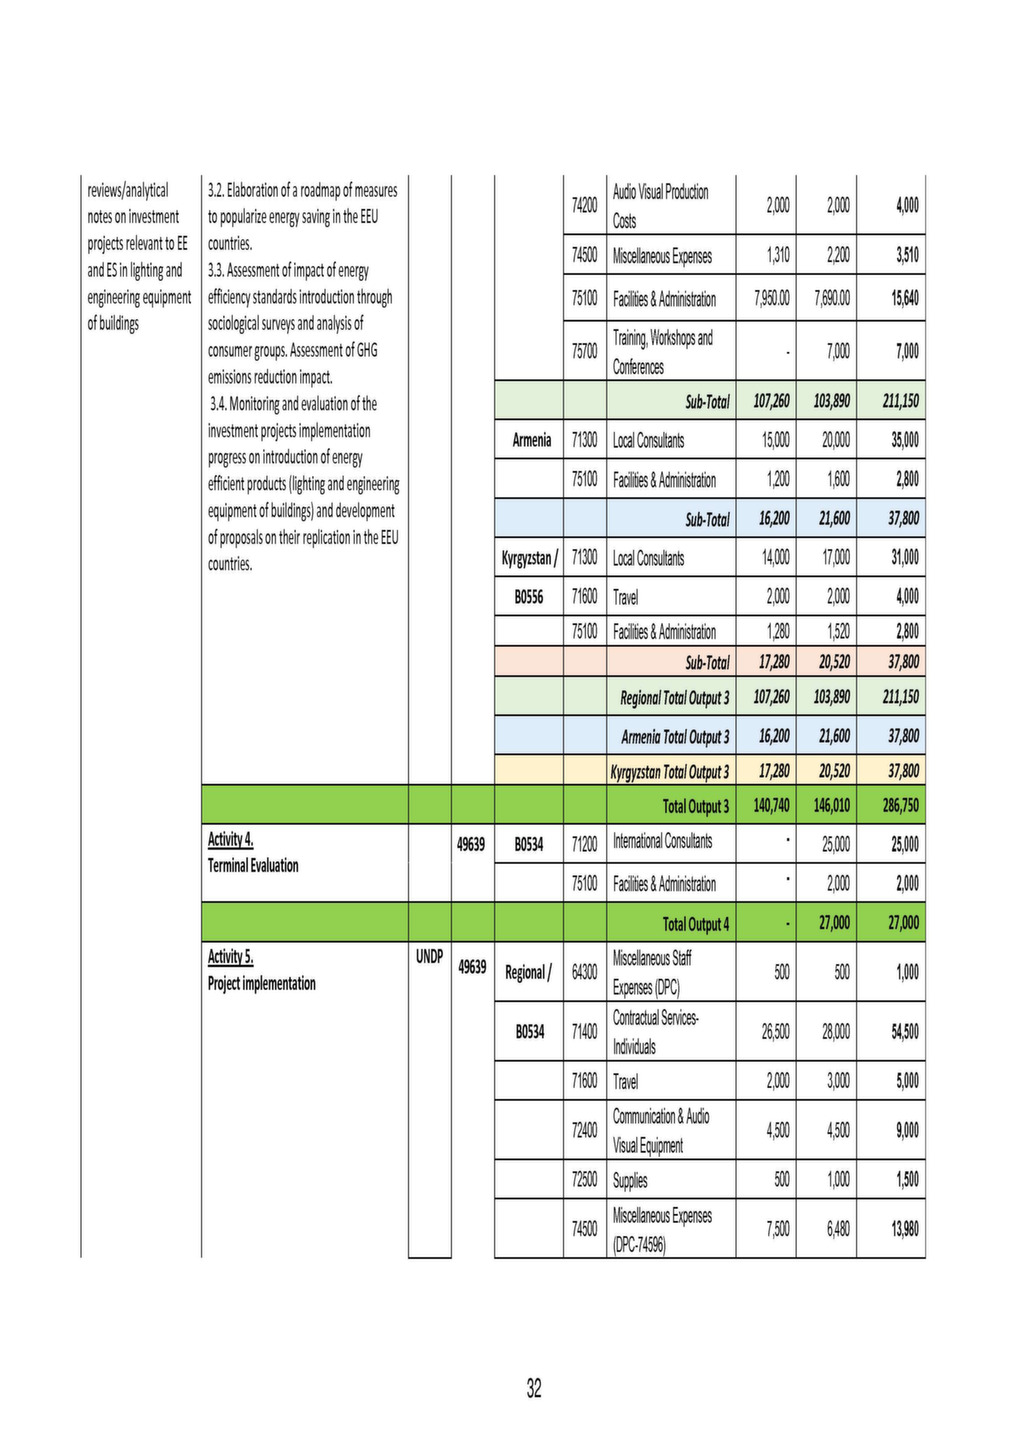 reviews/analytical
notes on investment
projects relevant to EE
and ES in lighting and
engineering equipment
of buildings
3.2. Elaboration of a roadmap of measures
to popularize energy saving in the EEU
countries.
3.3. Assessment of impact of energy
efficiency standards introduction through
sociological surveys and analysis of
consumer groups. Assessment of GHG
emissions reduction impact.
3.4. Monitoring and evaluation of the
investment projects implementation
progress on introduction of energy
efficient products (lighting and engineering
equipment of buildings) and development
of proposals on their replication in the EEU
countries.
74200 Audio Visual Production
Costs 2,000 2,000 4,000
74500 Miscellaneous Expenses 1,310 2,200 3,510
75100 Facilities & Administration 7,950.00 7,690.00 15,640
75700 Training, Workshops and
Conferences - 7,000 7,000
Sub-Total 107,260 103,890 211,150
Armenia 71300 Local Consultants 15,000 20,000 35,000
75100 Facilities & Administration 1,200 1,600 2,800
Sub-Total 16,200 21,600 37,800
Kyrgyzstan / 71300 Local Consultants 14,000 17,000 31,000
B0556 71600 Travel 2,000 2,000 4,000
75100 Facilities & Administration 1,280 1,520 2,800
Sub-Total 17,280 20,520 37,800
Regional Total Output 3 107,260 103,890 211,150
Armenia Total Output 3 16,200 21,600 37,800
Kyrgyzstan Total Output 3 17,280 20,520 37,800
Total Output 3 140,740 146,010 286,750
Activity 4.
Terminal Evaluation
49639 B0534 71200 International Consultants - 25,000 25,000
75100 Facilities & Administration - 2,000 2,000
Total Output 4 - 27,000 27,000
Activity 5.
Project implementation
UNDP 49639 Regional / 64300 Miscellaneous Staff
Expenses (DPC) 500 500 1,000
B0534 71400 Contractual Services-
Individuals 26,500 28,000 54,500
71600 Travel 2,000 3,000 5,000
72400 Communication & Audio
Visual Equipment 4,500 4,500 9,000
72500 Supplies 500 1,000 1,500
74500 Miscellaneous Expenses
(DPC-74596) 7,500 6,480 13,980
32